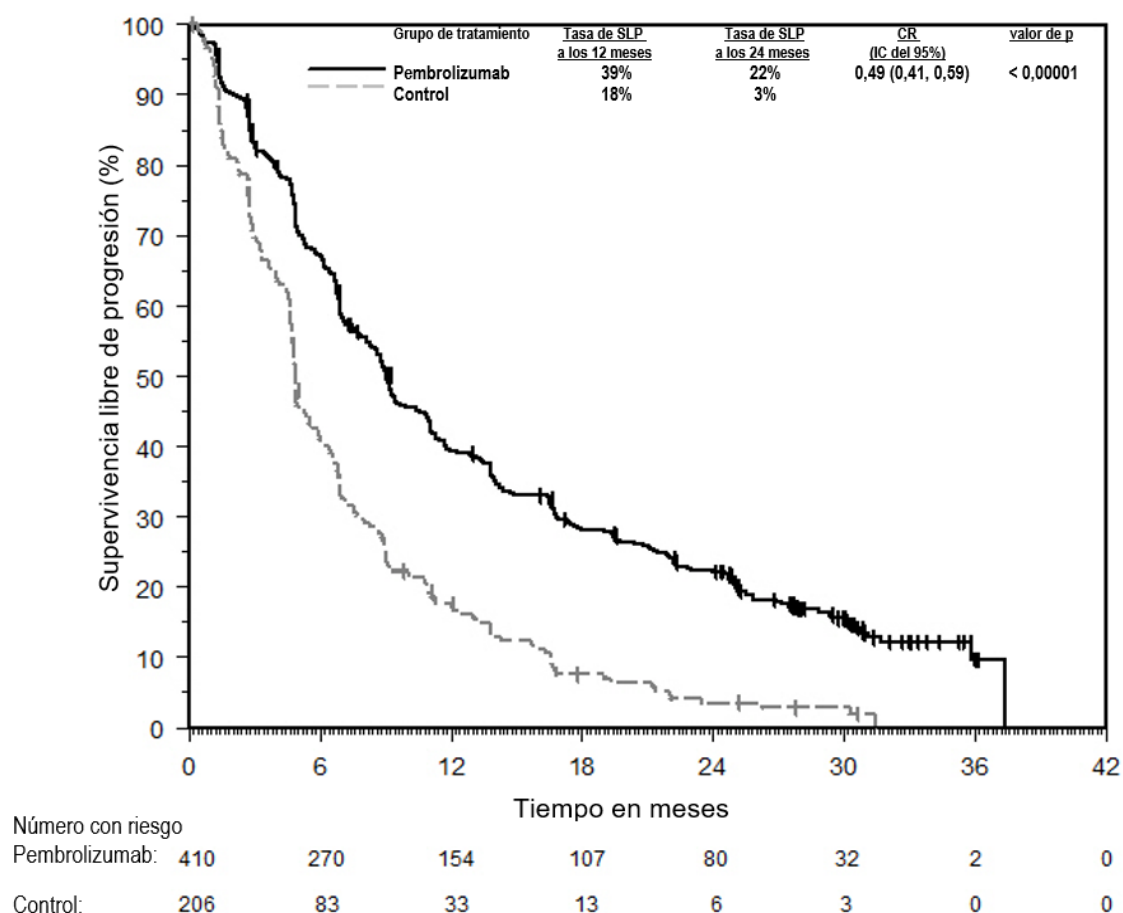 Grupo de tratamiento Tasa de SLP Tasa de SLP CR valor de p
a los 12 meses a los 24 meses (IC del 95%)
Pembrolizumab 39% 22% 0,49 (0,41, 0,59) < 0,00001
Control 18% 3%
Supervivencia libre de progresión (%)
100
90
80
70
60
50
40
30
20
10
0
0 6 12 18 24 30 36 42
Tiempo en meses
Número con riesgo
Pembrolizumab: 410 270 154 107 80 32 2 0
Control: 206 83 33 13 6 3 0 0